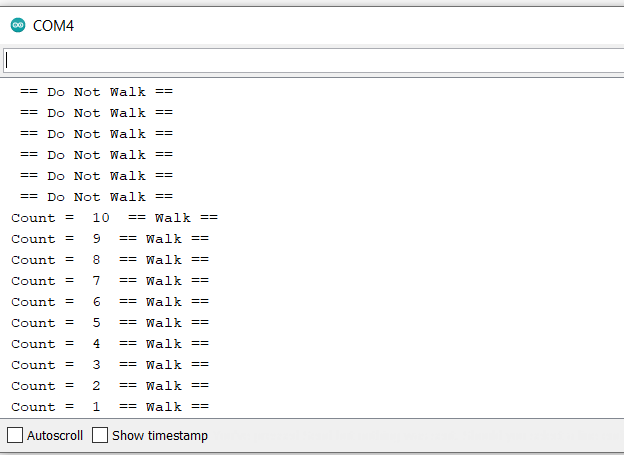 COM4
== Do Not Walk ==
== Do Not Walk ==
== Do Not Walk ==
== Do Not Walk ==
== Do Not Walk ==
== Do Not Walk ==
Count =  10  == Walk ==
Count =  9  == Walk ==
Count =  8  == Walk ==
Count =  7  == Walk ==
Count =  6  == Walk ==
Count =  5  == Walk ==
Count =  4  == Walk ==
Count =  3  == Walk ==
Count =  2  == Walk ==
Count =  1  == Walk ==
Autoscroll Show timestamp